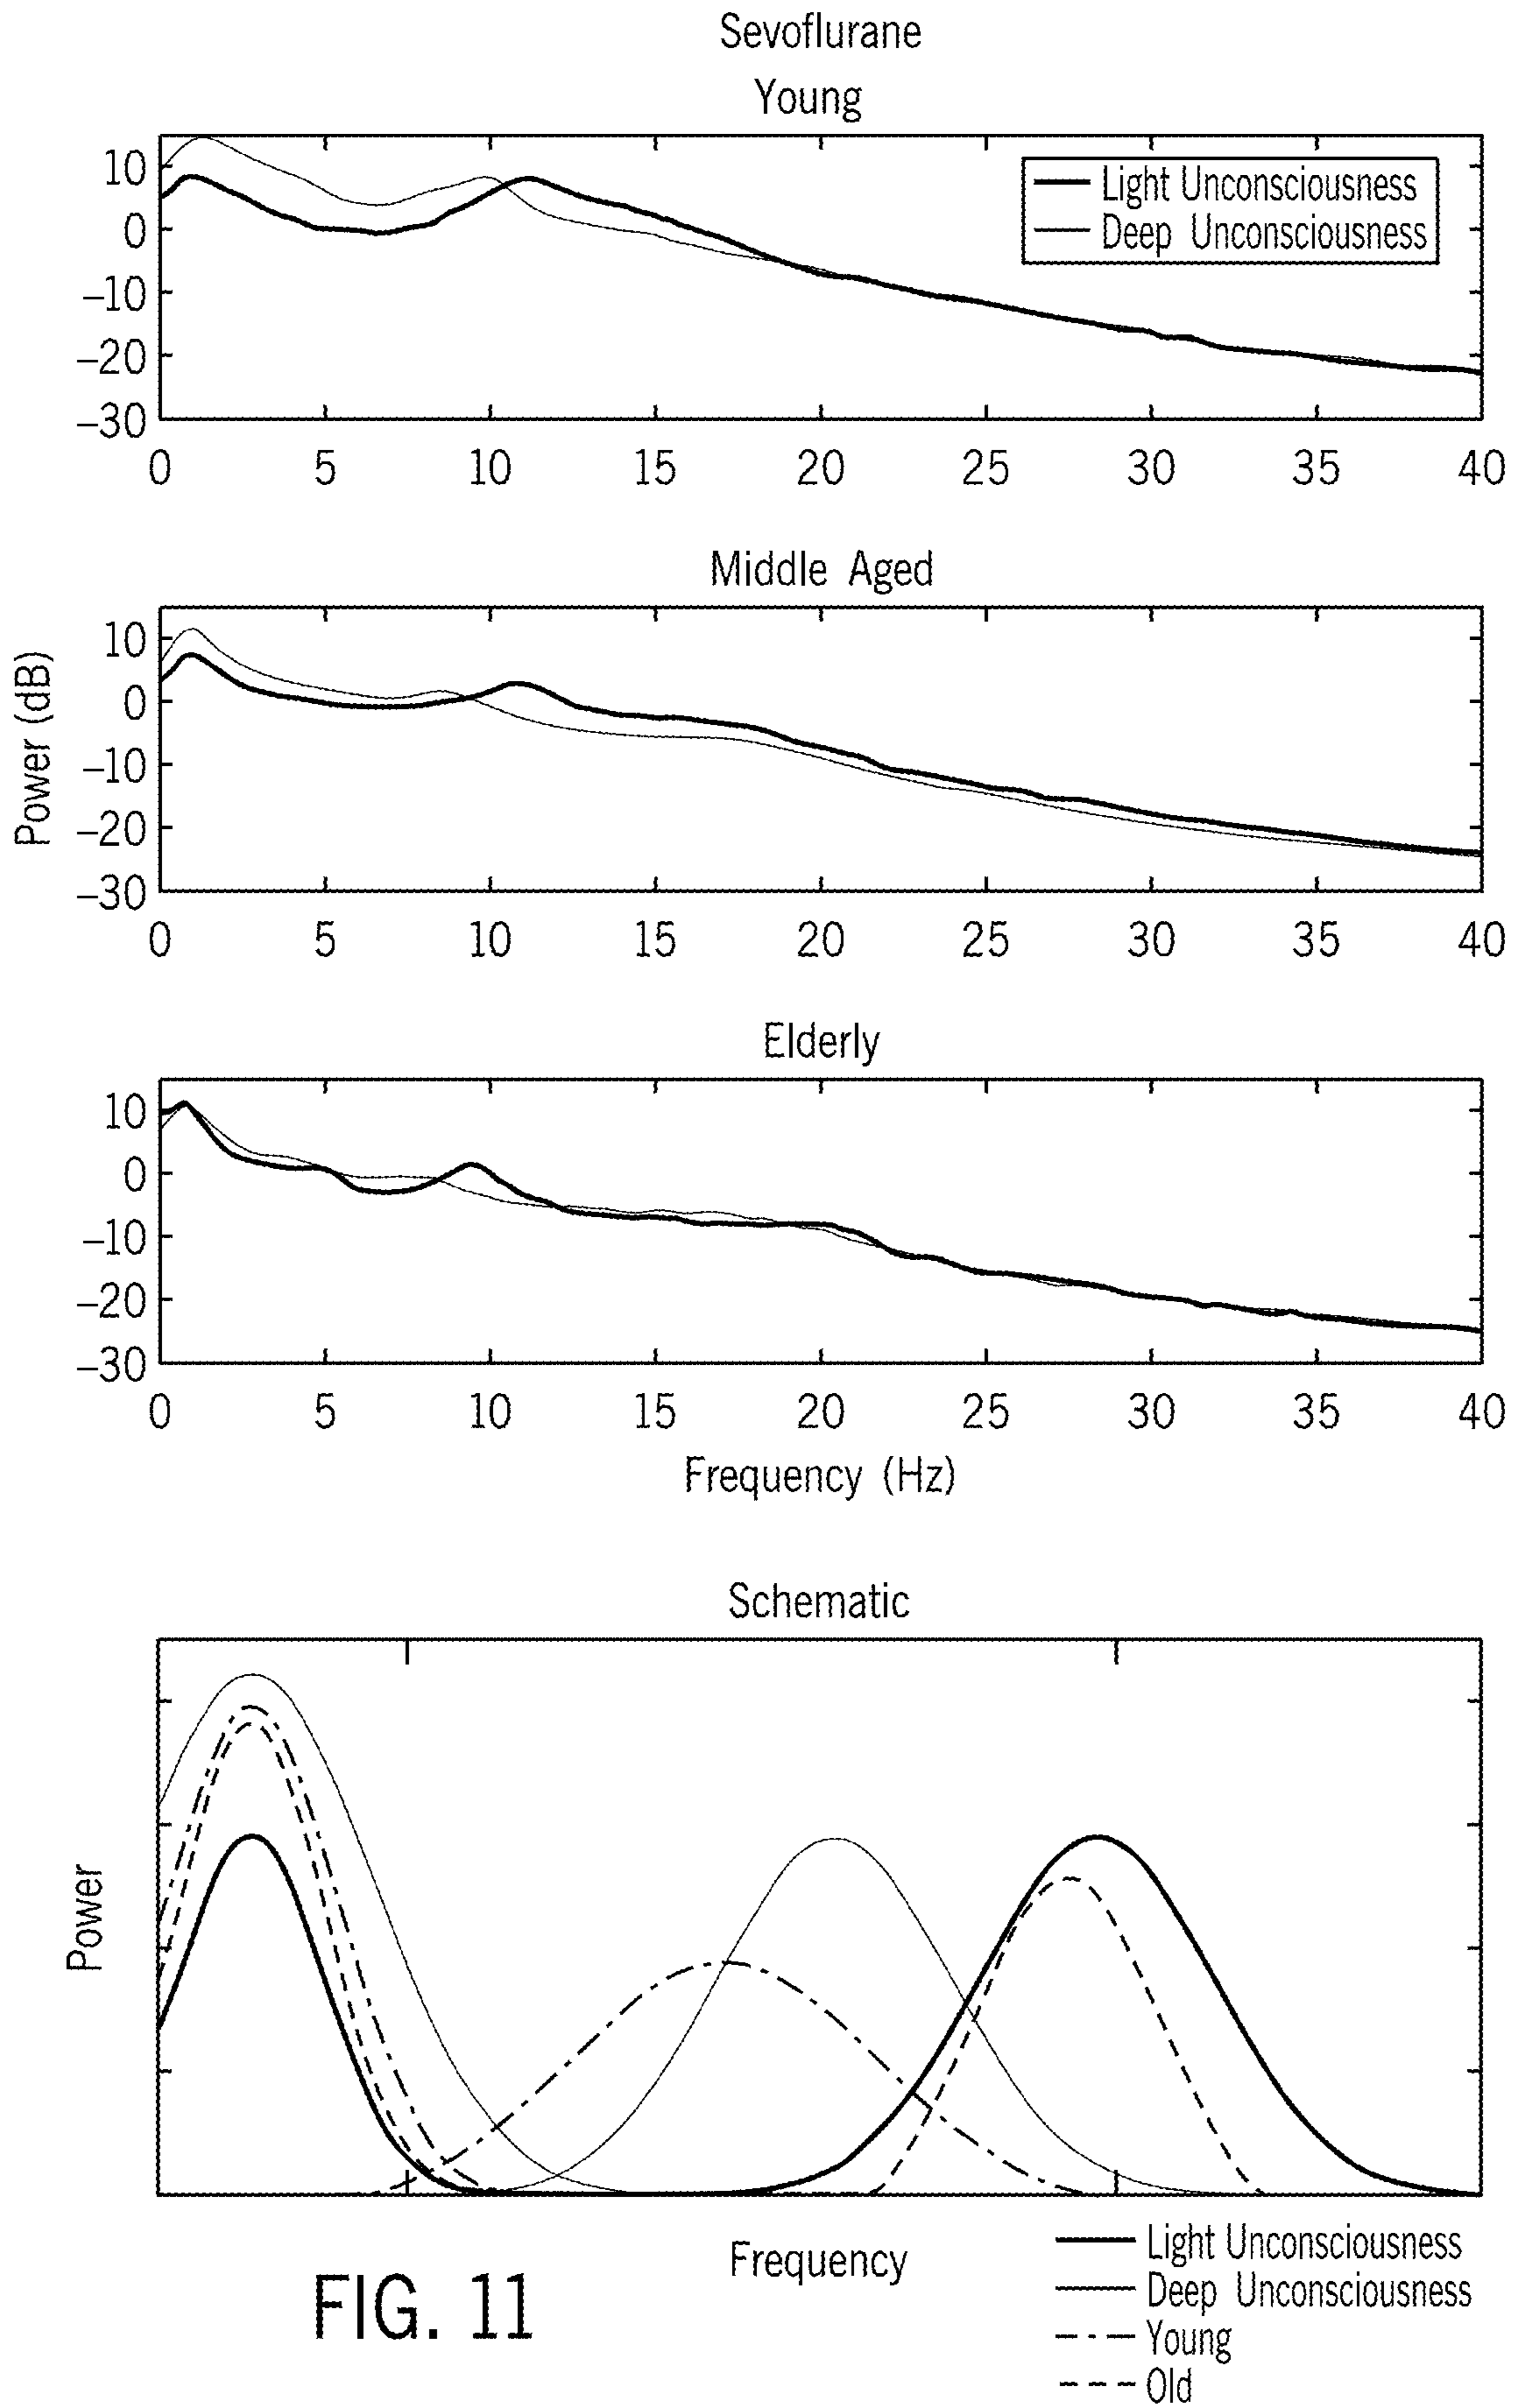 Sevoflurane
Young
10
0
−10
−20
−30
Light Unconsciousness
Deep Unconsciousness
0 5 10 15 20 25 30 35 40
Middle Aged
Power (dB)
10
0
−10
−20
−30
0 5 10 15 20 25 30 35 40
Elderly
10
0
−10
−20
−30
0 5 10 15 20 25 30 35 40
Frequency (Hz)
Schematic
Power
Frequency
Light Unconsciousness
Deep Unconsciousness
Young
Old
FIG. 11